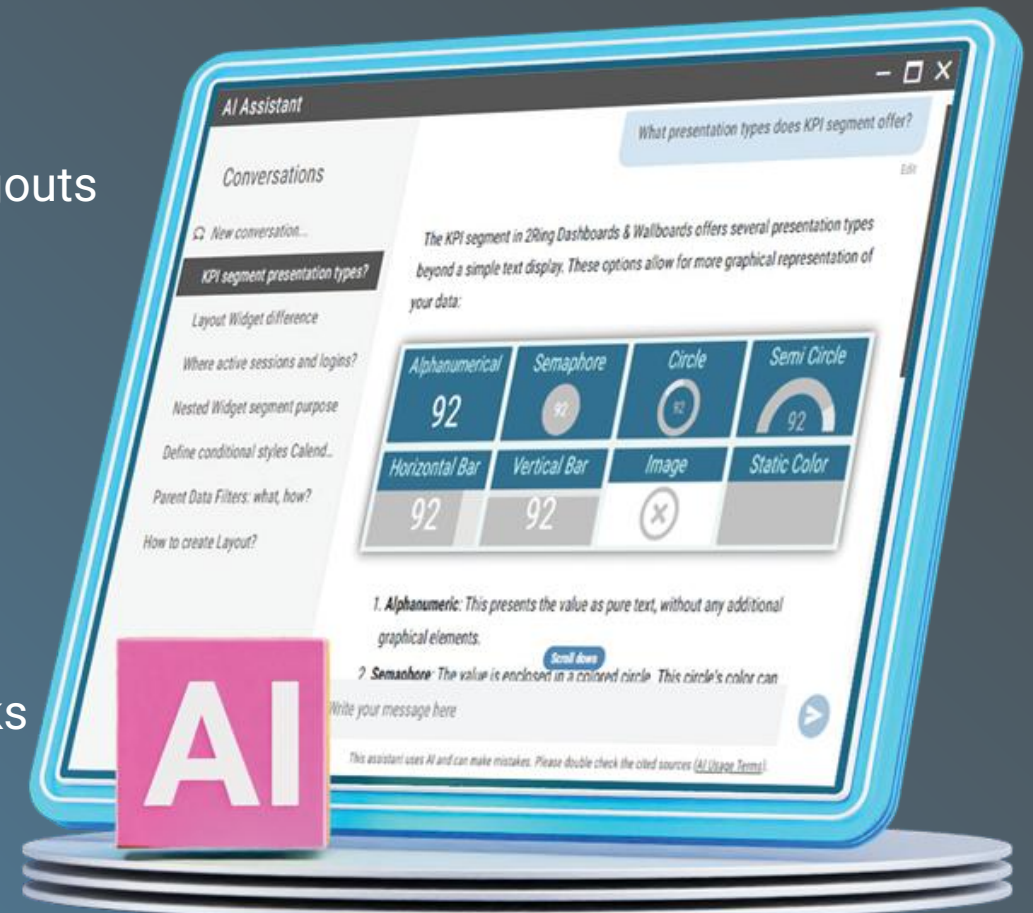 gouts
ks
AI Assistant
What presentation types does KPI segment offer?
Edit
Conversations
New conversation...
KPI segment presentation types?
Layout Widget difference
Where active sessions and logins?
Nested Widget segment purpose
Define conditional styles Calend...
Parent Data Filters: what, how?
How to create Layout?
The KPI segment in 2Ring Dashboards & Wallboards offers several presentation types
beyond a simple text display. These options allow for more graphical representation of
your data:
Alphanumerical Semaphore Circle Semi Circle
92 92 92 92
Horizontal Bar Vertical Bar Image Static Color
92 92
1. Alphanumeric: This presents the value as pure text, without any additional
graphical elements.
Scroll down
2. Semaphore: The value is enclosed in a colored circle. This circle's color can
Write your message here
This assistant uses AI and can make mistakes. Please double check the cited sources (AI Usage Terms).
AI